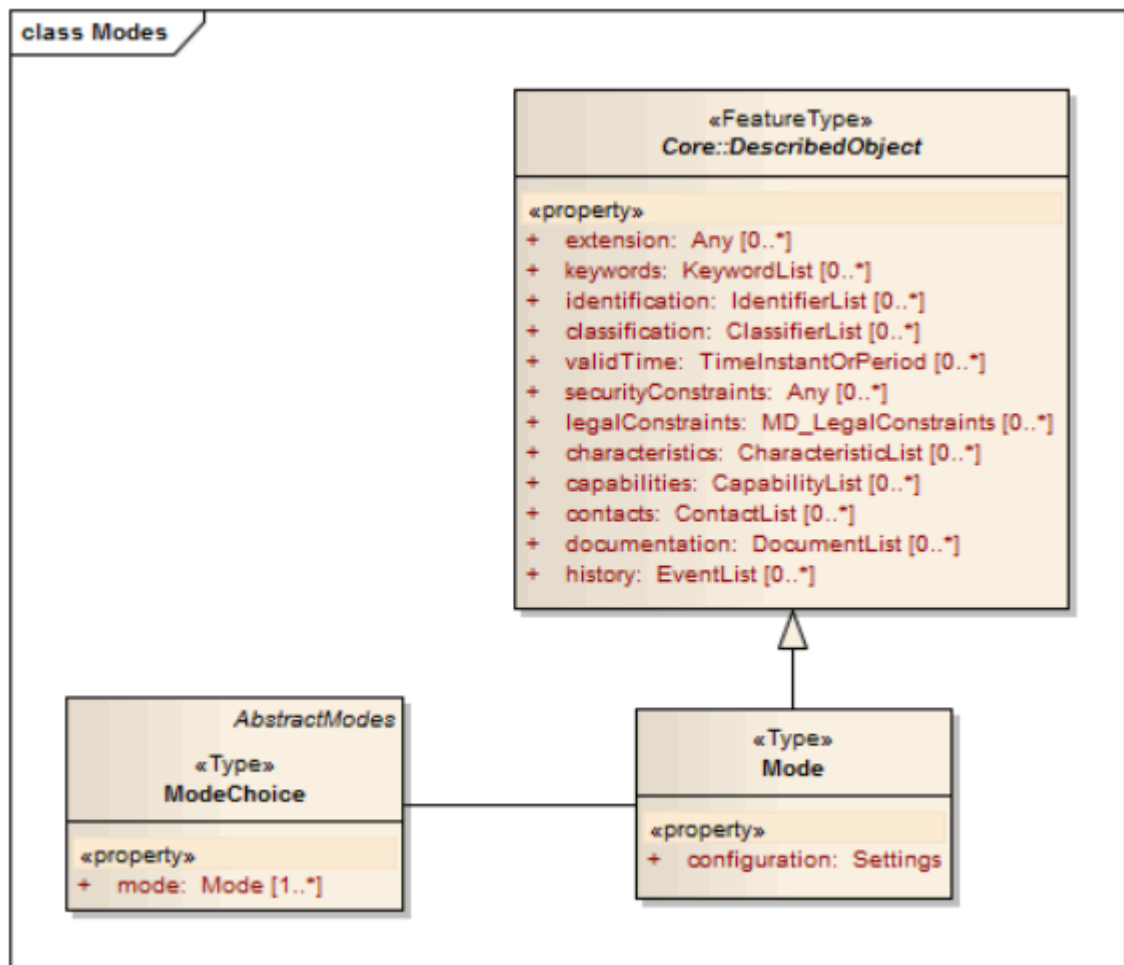 class Modes
«FeatureType»
Core::DescribedObject
«property»
+ extension: Any [0..*]
+ keywords: KeywordList [0..*]
+ identification: IdentifierList [0..*]
+ classification: ClassifierList [0..*]
+ validTime: TimeInstantOrPeriod [0..*]
+ securityConstraints: Any [0..*]
+ legalConstraints: MD_LegalConstraints [0..*]
+ characteristics: CharacteristicList [0..*]
+ capabilities: CapabilityList [0..*]
+ contacts: ContactList [0..*]
+ documentation: DocumentList [0..*]
+ history: EventList [0..*]
AbstractModes
«Type»
ModeChoice
«property»
+ mode: Mode [1..*]
«Type»
Mode
«property»
+ configuration: Settings